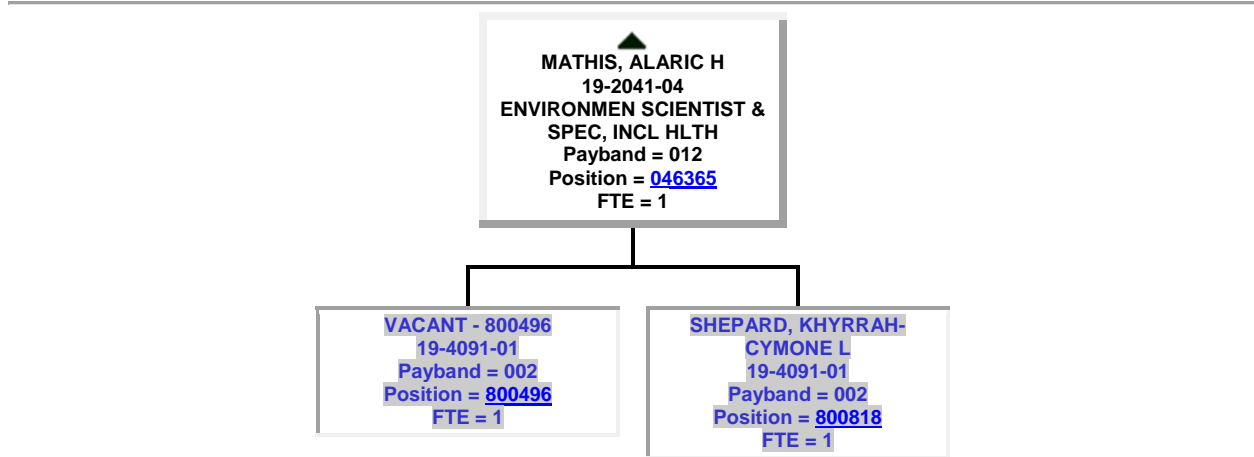 MATHIS, ALARIC H
19-2041-04
ENVIRONMEN SCIENTIST &
SPEC, INCL HLTH
Payband = 012
Position = 046365
FTE = 1
VACANT - 800496
19-4091-01
Payband = 002
Position = 800496
FTE = 1
SHEPARD, KHYRRAH-
CYMONE L
19-4091-01
Payband = 002
Position = 800818
FTE = 1